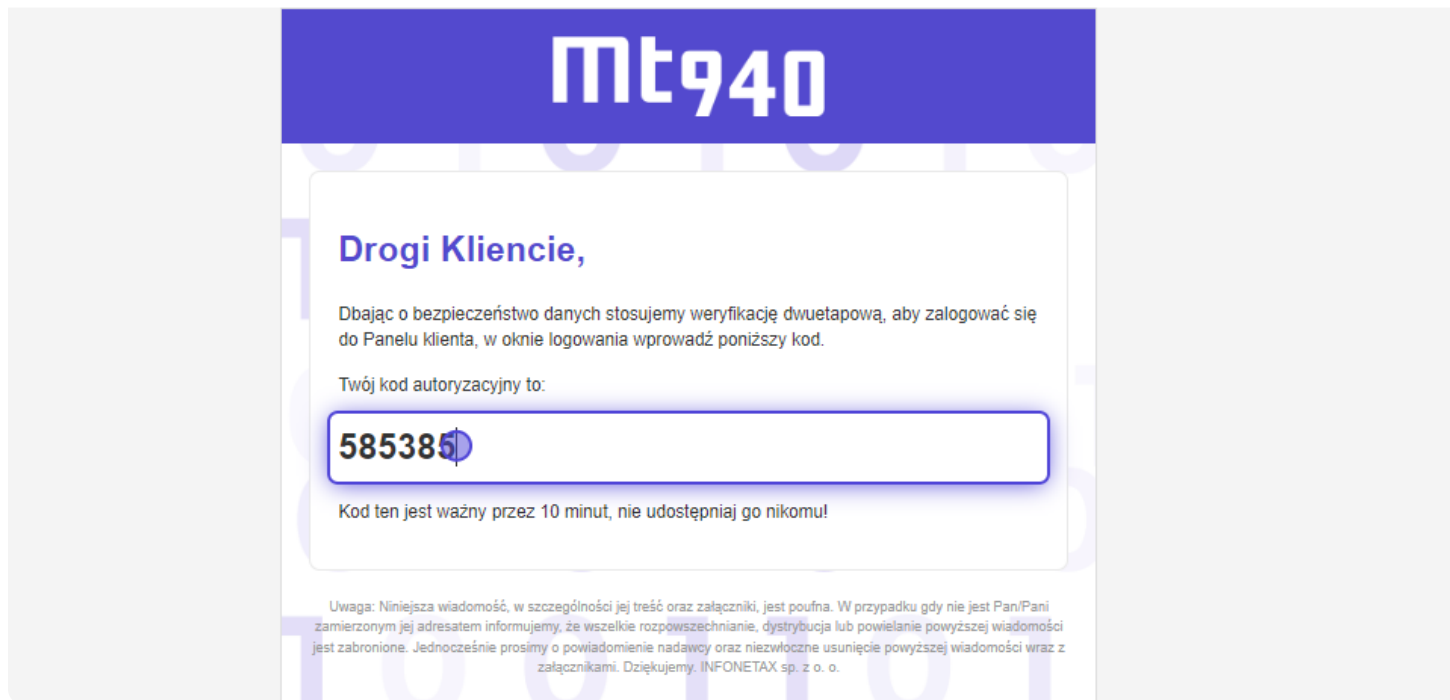 mt940
Drogi Kliencie,
Dbając o bezpieczeństwo danych stosujemy weryfikację dwuetapową, aby zalogować się
do Panelu klienta, w oknie logowania wprowadź poniższy kod.
Twój kod autoryzacyjny to:
585385
Kod ten jest ważny przez 10 minut, nie udostępniaj go nikomu!
Uwaga: Niniejsza wiadomość, w szczególności jej treść oraz załączniki, jest poufna. W przypadku gdy nie jest Pan/Pani
zamierzonym jej adresatem informujemy, że wszelkie rozpowszechnianie, dystrybucja lub powielanie powyższej wiadomości
jest zabronione. Jednocześnie prosimy o powiadomienie nadawcy oraz niezwłoczne usunięcie powyższej wiadomości wraz z
załącznikami. Dziękujemy. INFONETAX sp. z o. o.